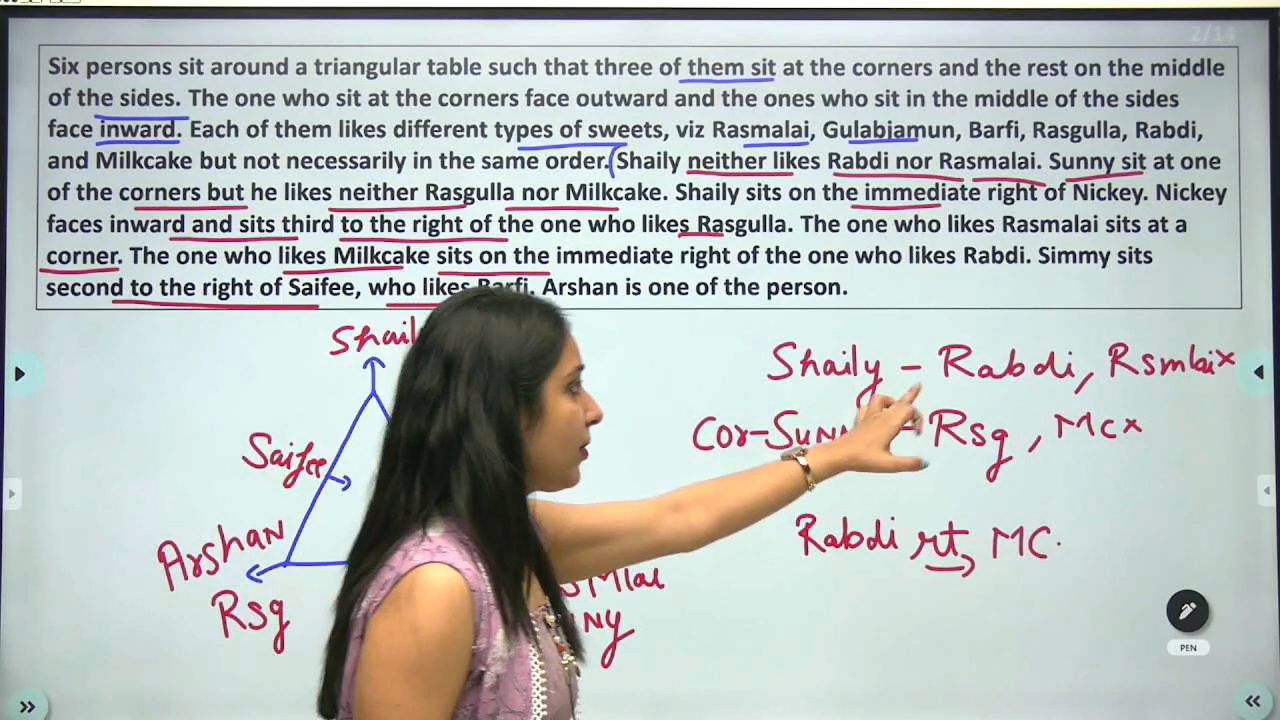 2/14
Six persons sit around a triangular table such that three of them sit at the corners and the rest on the middle
of the sides. The one who sit at the corners face outward and the ones who sit in the middle of the sides
face inward. Each of them likes different types of sweets, viz Rasmalai, Gulabjamun, Barfi, Rasgulla, Rabdi,
and Milkcake but not necessarily in the same order. (Shaily neither likes Rabdi nor Rasmalai. Sunny sit at one
of the corners but he likes neither Rasgulla nor Milkcake. Shaily sits on the immediate right of Nickey. Nickey
faces inward and sits third to the right of the one who likes Rasgulla. The one who likes Rasmalai sits at a
corner. The one who likes Milkcake sits on the immediate right of the one who likes Rabdi. Simmy sits
second to the right of Saifee, who likes Barfi. Arshan is one of the person.
Shaily - Rabdi, Rsmlai x
Cor- - Rsg, MC x
Saifee
Rabdi rt MC.
Arshan
Rsg
PEN